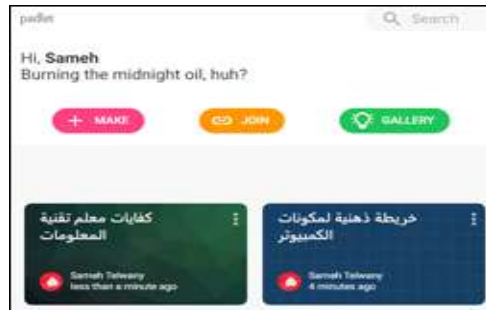 padlet
Search
Hi, Sameh
Burning the midnight oil, huh?
+ MAKE
JOIN
GALLERY
كفايات معلم تقنية
المعلومات
Sameh Telwany
less than a minute ago
خريطة ذهنية لمكونات
الكمبيوتر
Sameh Telwany
4 minutes ago